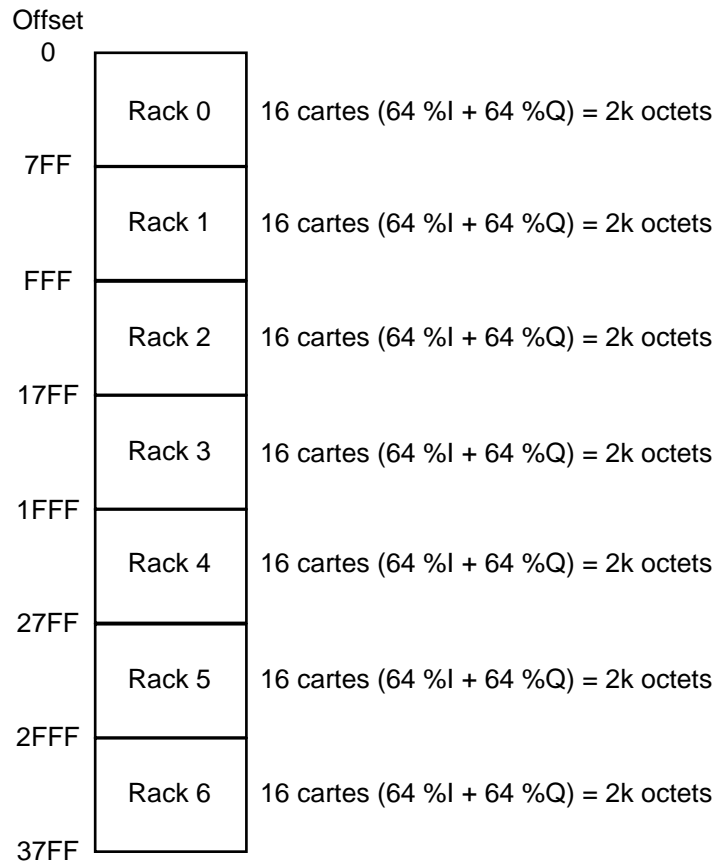 Offset
0
Rack 0 16 cartes (64 %I + 64 %Q) = 2k octets
7FF
Rack 1 16 cartes (64 %I + 64 %Q) = 2k octets
FFF
Rack 2 16 cartes (64 %I + 64 %Q) = 2k octets
17FF
Rack 3 16 cartes (64 %I + 64 %Q) = 2k octets
1FFF
Rack 4 16 cartes (64 %I + 64 %Q) = 2k octets
27FF
Rack 5 16 cartes (64 %I + 64 %Q) = 2k octets
2FFF
Rack 6 16 cartes (64 %I + 64 %Q) = 2k octets
37FF